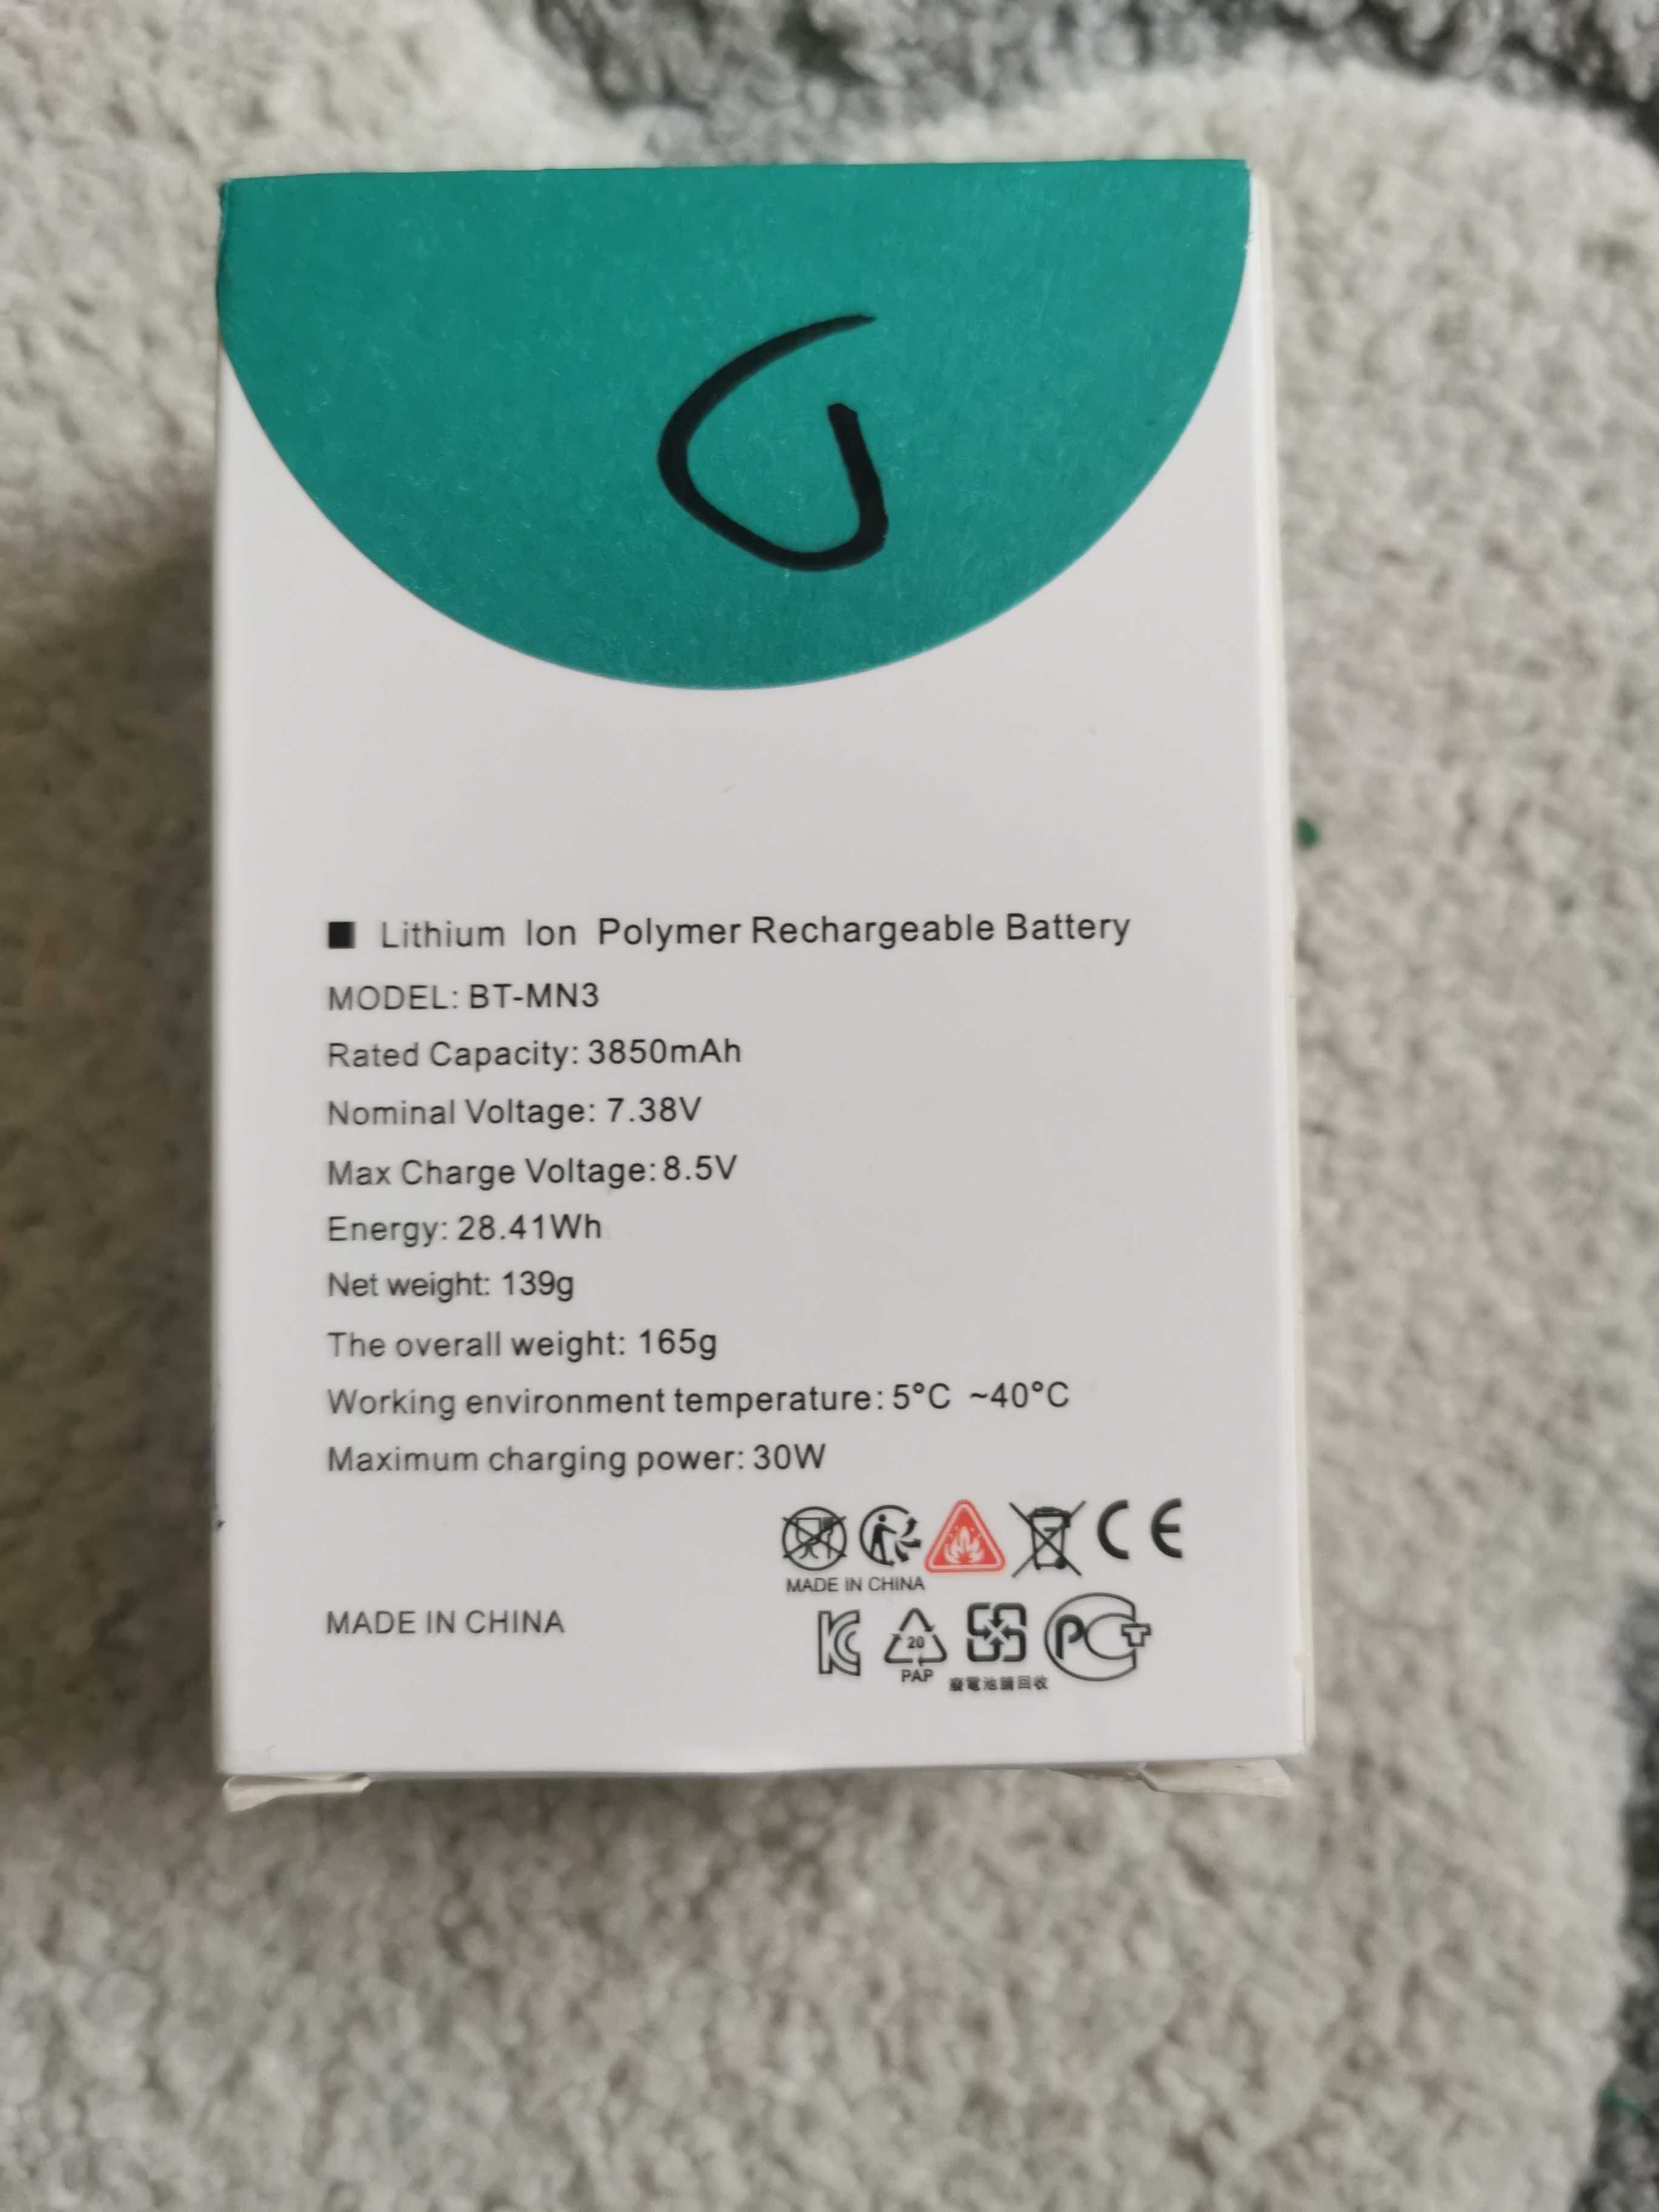 G
Lithium Ion Polymer Rechargeable Battery
MODEL: BT-MN3
Rated Capacity: 3850mAh
Nominal Voltage: 7.38V
Max Charge Voltage: 8.5V
Energy: 28.41Wh
Net weight: 139g
The overall weight: 165g
Working environment temperature: 5°C ~40°C
Maximum charging power: 30W
CE
MADE IN CHINA
MADE IN CHINA
20
PAP
廢電池請回收